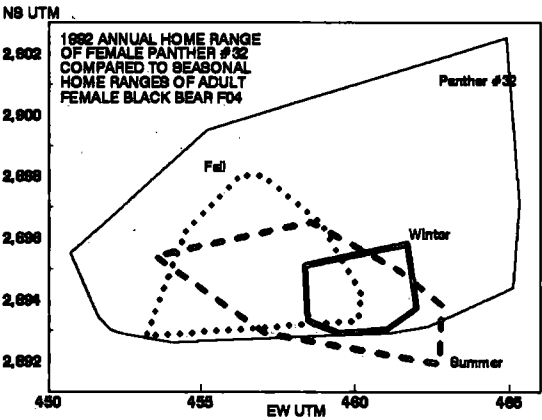 NS UTM
1992 ANNUAL HOME RANGE
OF FEMALE PANTHER #32
COMPARED TO SEASONAL
HOME RANGES OF ADULT
FEMALE BLACK BEAR F04
2,902
2,900
2,898
2,896
2,894
2,892
Panther #32
Fall
Winter
Summer
450
455
460
465
EW UTM